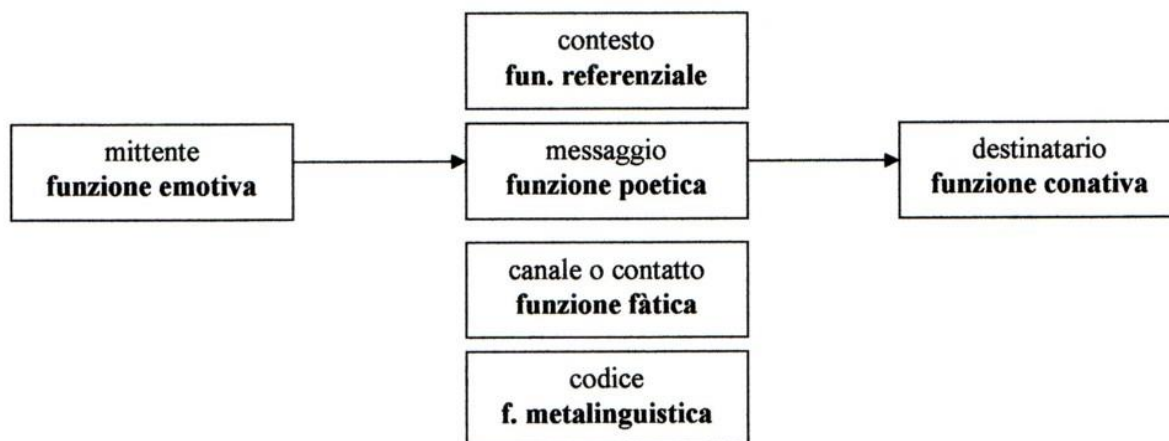 contesto
fun. referenziale
mittente
funzione emotiva
messaggio
funzione poetica
destinatario
funzione conativa
canale o contatto
funzione fàtica
codice
f. metalinguistica